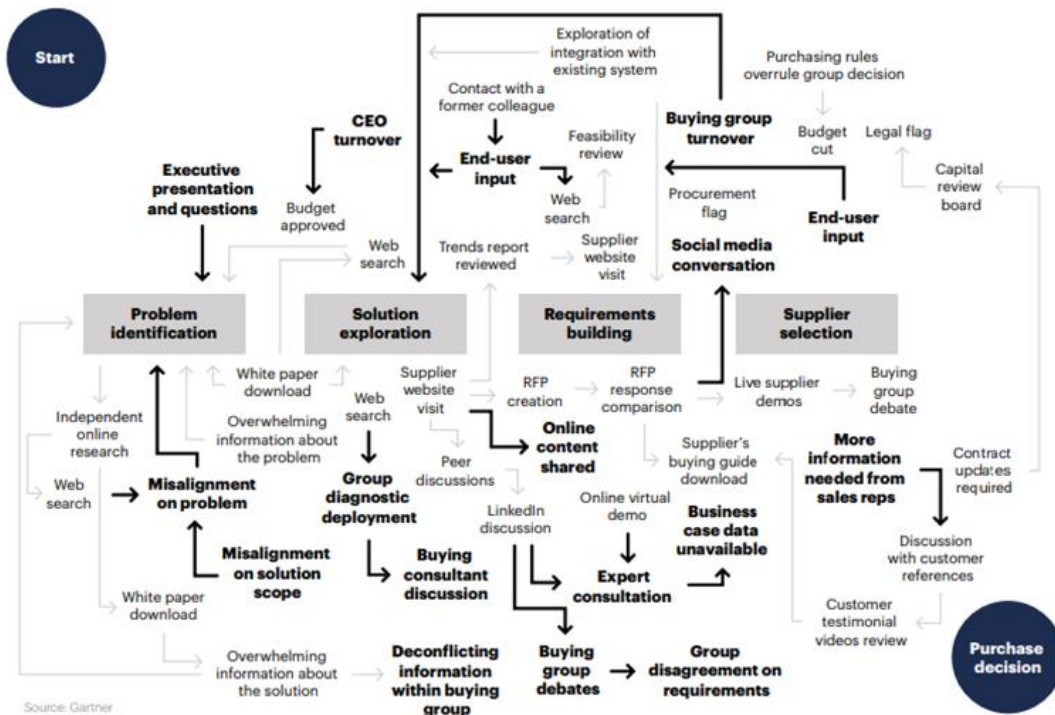 Start
Exploration of
integration with
existing system
Purchasing rules
overrule group decision
Contact with a
former colleague
CEO
turnover
Buying group
turnover
Budget
cut
Legal flag
Feasibility
review
End-user
input
Executive
presentation
and questions
Budget
approved
Web
search
Procurement
flag
Capital
review
board
End-user
input
Web
search
Trends report
reviewed
Supplier
website
visit
Social media
conversation
Problem
identification
Solution
exploration
Requirements
building
Supplier
selection
White paper
download
Supplier
website
visit
Web
search
RFP
creation
RFP
response
comparison
Live supplier
demos
Buying
group
debate
Independent
online
research
Overwhelming
information about
the problem
Online
content
shared
More
information
needed from
sales reps
Peer
discussions
Supplier's
buying guide
download
Contract
updates
required
Web
search
Misalignment
on problem
Group
diagnostic
deployment
LinkedIn
discussion
Online virtual
demo
Business
case data
unavailable
Misalignment
on solution
scope
Buying
consultant
discussion
Expert
consultation
Discussion
with customer
references
White paper
download
Customer
testimonial
videos review
Overwhelming
information about
the solution
Deconflicting
information
within buying
group
Buying
group
debates
Group
disagreement on
requirements
Purchase
decision
Source: Gartner